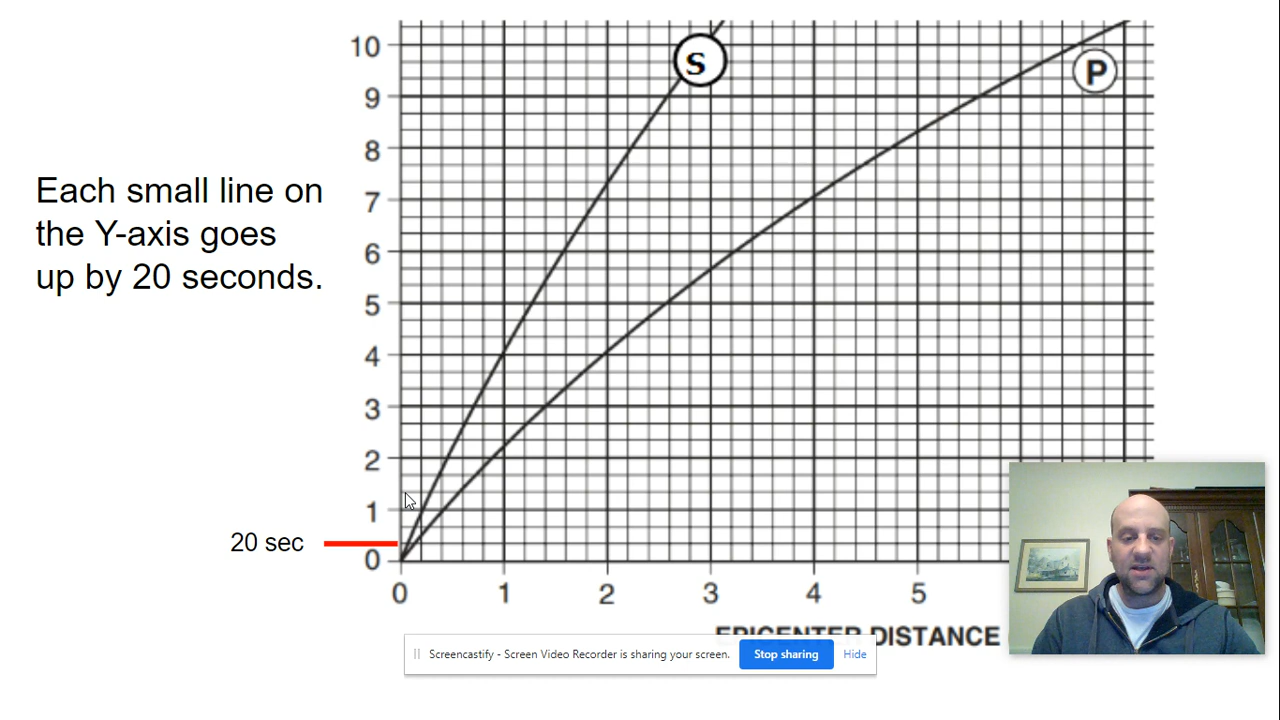 10
S
P
9
8
Each small line on
the Y-axis goes
up by 20 seconds.
7
6
5
4
3
2
1
20 sec
0
0 1 2 3 4 5
EPICENTER DISTANCE
Screencastify - Screen Video Recorder is sharing your screen. Stop sharing Hide